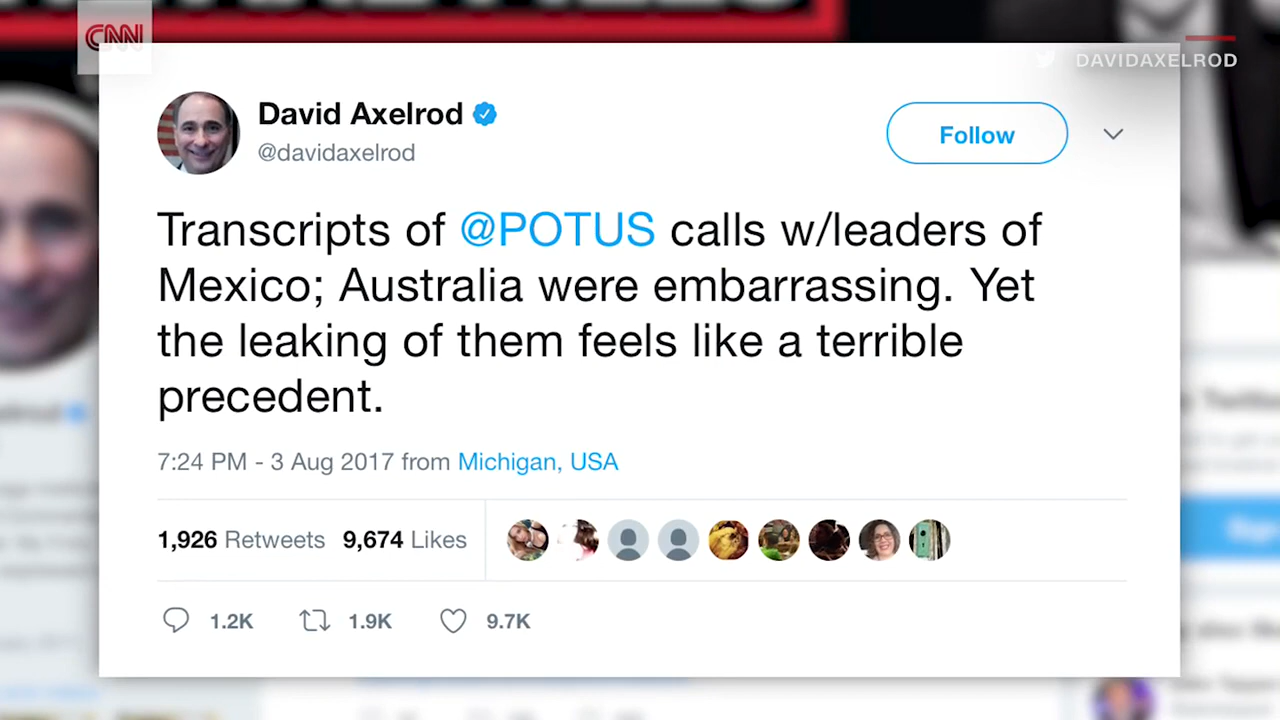 CNN
DAVIDAXELROD
David Axelrod
@davidaxelrod
Follow
Transcripts of @POTUS calls w/leaders of
Mexico; Australia were embarrassing. Yet
the leaking of them feels like a terrible
precedent.
7:24 PM - 3 Aug 2017 from Michigan, USA
1,926 Retweets 9,674 Likes
1.2K 1.9K 9.7K